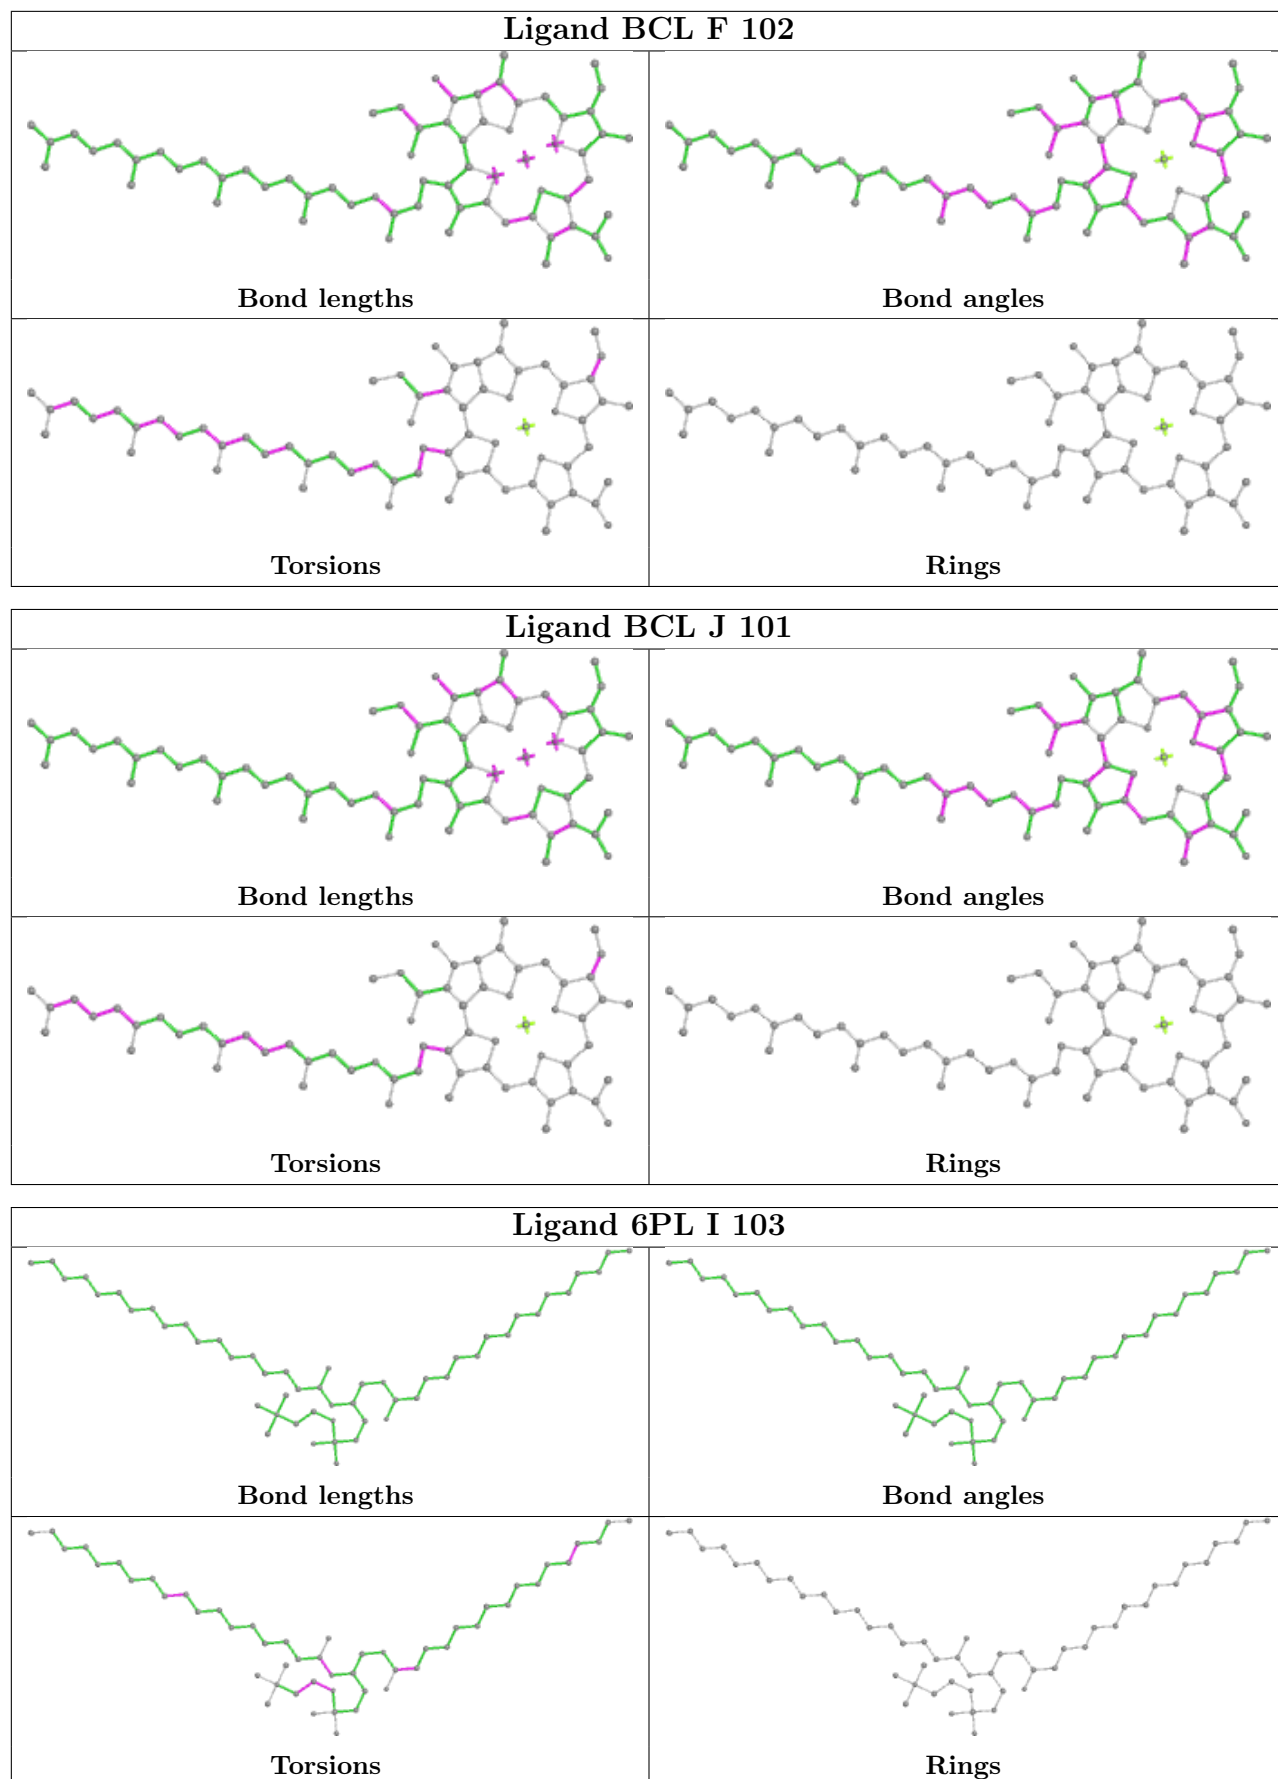 Ligand BCL F 102
Bond lengths
Bond angles
Torsions
Rings
Ligand BCL J 101
Bond lengths
Bond angles
Torsions
Rings
Ligand 6PL I 103
Bond lengths
Bond angles
Torsions
Rings